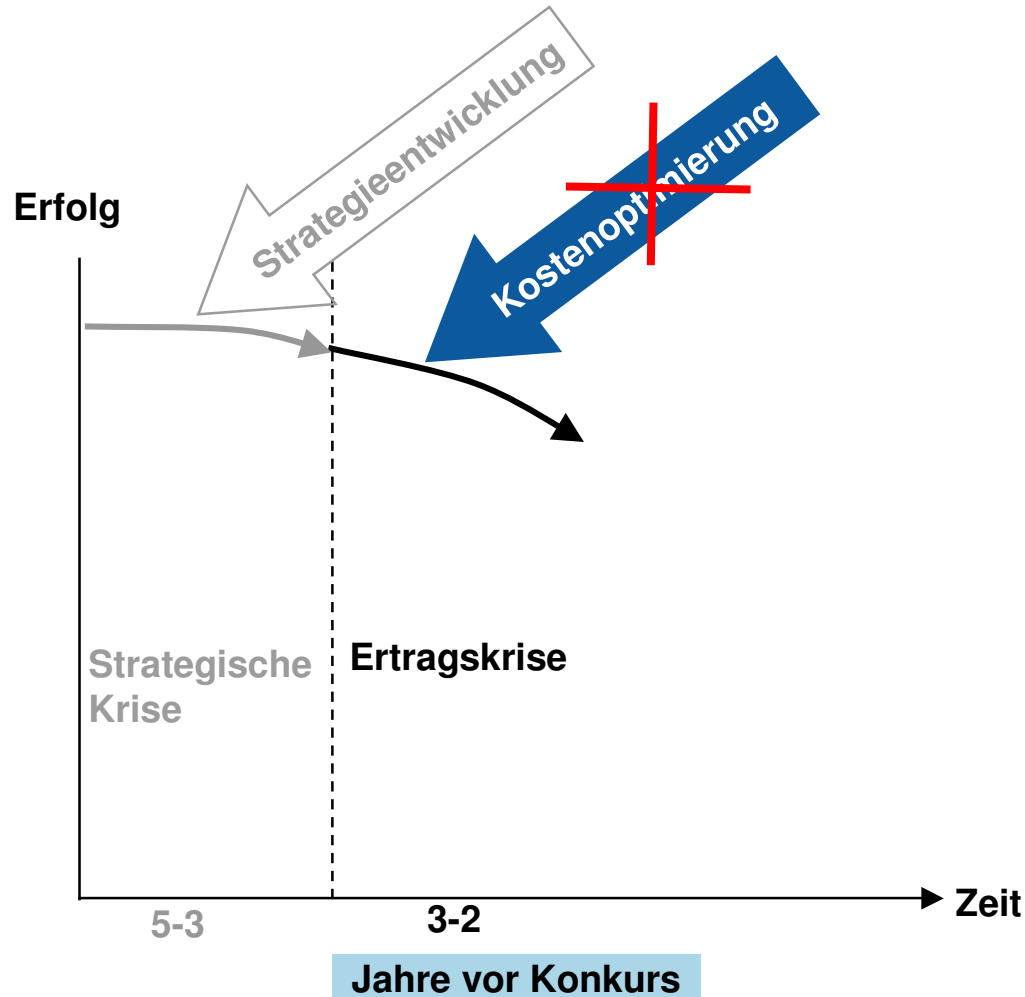 Strategieentwicklung
Kostenoptimierung
Erfolg
Strategische
Krise
Ertragskrise
5-3
3-2
Zeit
Jahre vor Konkurs